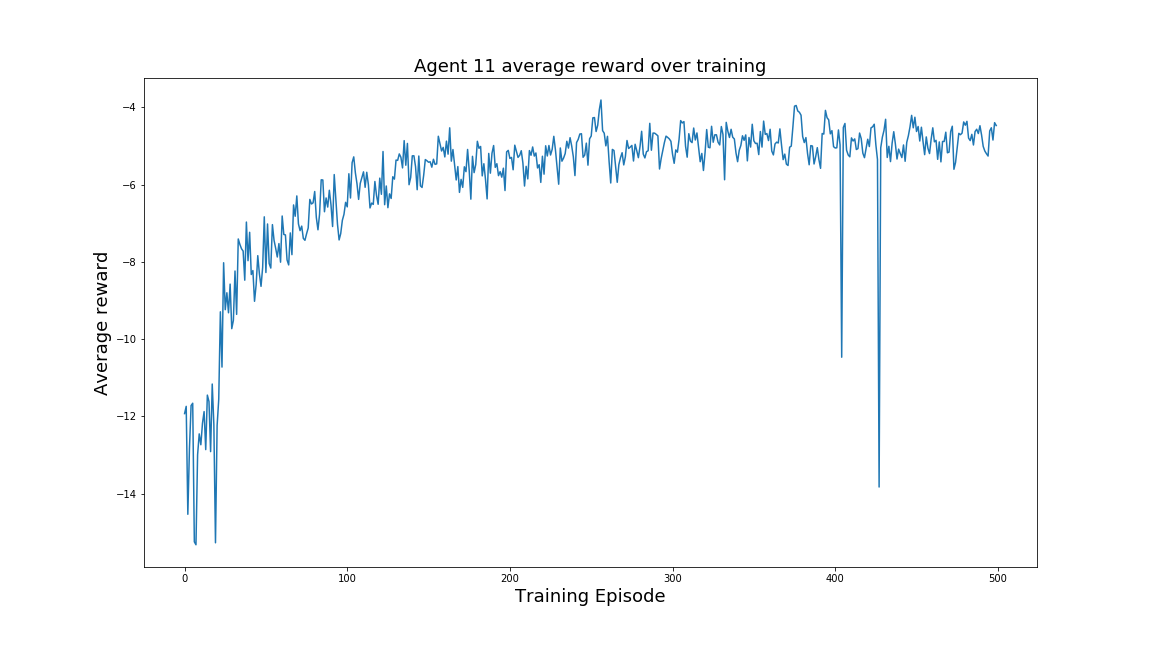 Agent 11 average reward over training
Average reward
−4
−6
−8
−10
−12
−14
0 100 200 300 400 500
Training Episode